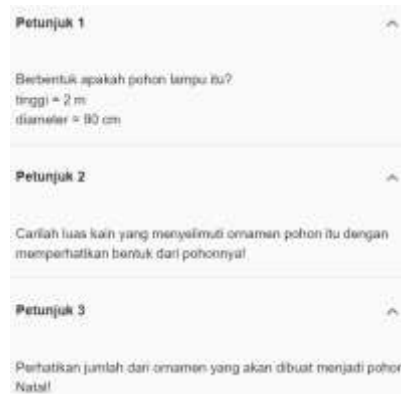 Petunjuk 1
Berbentuk apakah pohon lampu itu?
tinggi = 2 m
diameter = 90 cm
Petunjuk 2
Carilah luas kain yang menyelimuti ornamen pohon itu dengan
memperhatikan bentuk dari pohonnya!
Petunjuk 3
Perhatikan jumlah dari ornamen yang akan dibuat menjadi pohon
Natal!